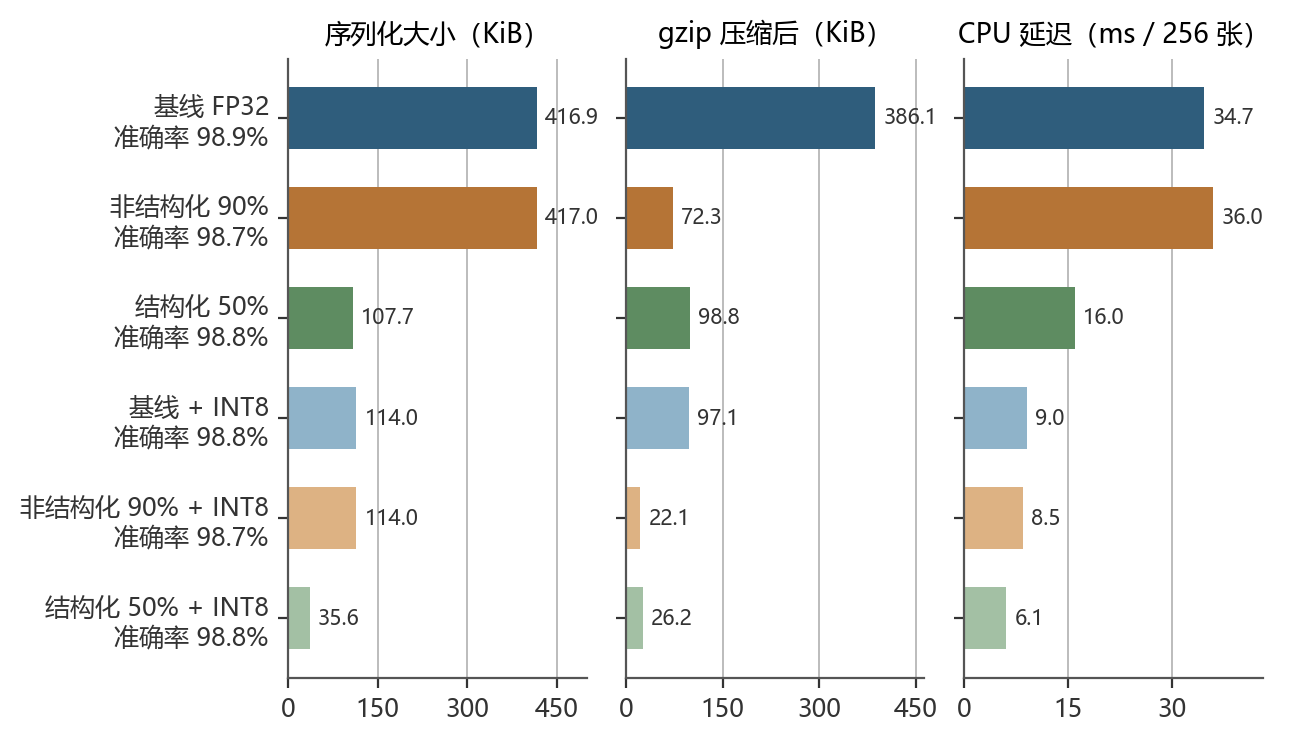 序列化大小（KiB）
gzip 压缩后（KiB）
CPU 延迟（ms / 256 张）
基线 FP32
准确率 98.9%
416.9
386.1
34.7
非结构化 90%
准确率 98.7%
417.0
72.3
36.0
结构化 50%
准确率 98.8%
107.7
98.8
16.0
基线 + INT8
准确率 98.8%
114.0
97.1
9.0
非结构化 90% + INT8
准确率 98.7%
114.0
22.1
8.5
结构化 50% + INT8
准确率 98.8%
35.6
26.2
6.1
0 150 300 450
0 150 300 450
0 15 30